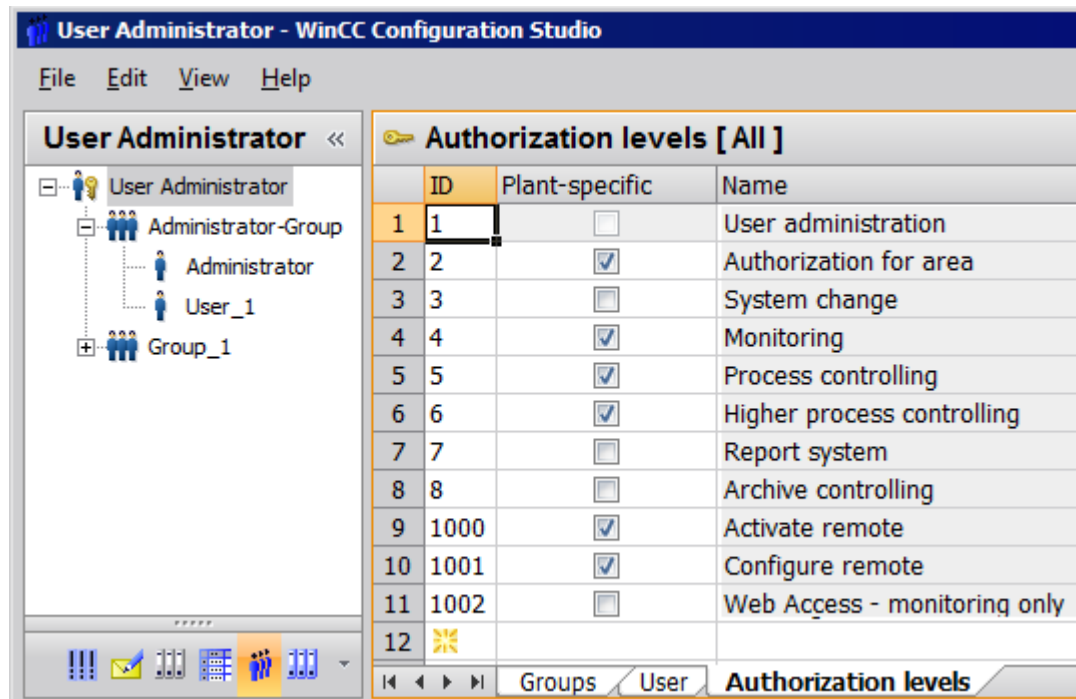 User Administrator - WinCC Configuration Studio
File Edit View Help
User Administrator «
User Administrator
Administrator-Group
Administrator
User_1
Group_1
Authorization levels [ All ]
ID Plant-specific Name
1 1 User administration
2 2 Authorization for area
3 3 System change
4 4 Monitoring
5 5 Process controlling
6 6 Higher process controlling
7 7 Report system
8 8 Archive controlling
9 1000 Activate remote
10 1001 Configure remote
11 1002 Web Access - monitoring only
12
Groups User Authorization levels